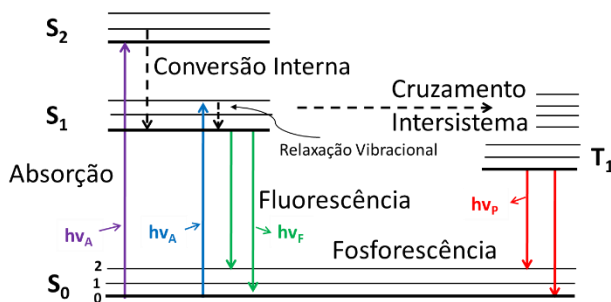 S2
Conversão Interna
Cruzamento
Intersistema
S1
Relaxação Vibracional
T1
Absorção
Fluorescência
hvA
hvA
hvF
hvP
Fosforescência
S0
2
1
0